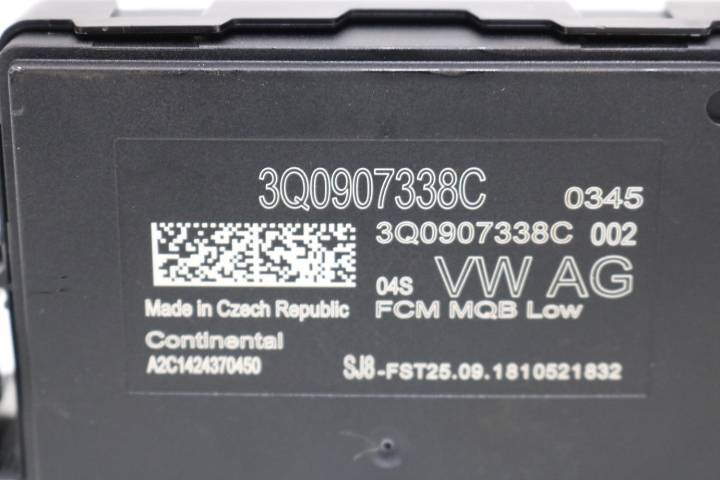 3Q0907338C 0345
3Q0907338C 002
04S VW AG
Made in Czech Republic FCM MQB Low
Continental
A2C1424370450 SJ8-FST25.09.1810521832